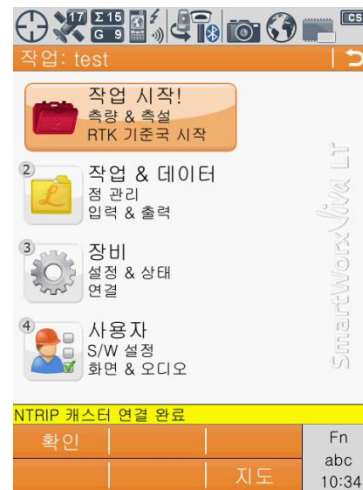 17 Σ 15
G 9
CS
작업: test
작업 시작!
측량 & 측설
RTK 기준국 시작
2
작업 & 데이터
점 관리
입력 & 출력
3
장비
설정 & 상태
연결
4
사용자
S/W 설정
화면 & 오디오
SmartWorx Viva LT
NTRIP 캐스터 연결 완료
확인
Fn
abc
지도
10:34